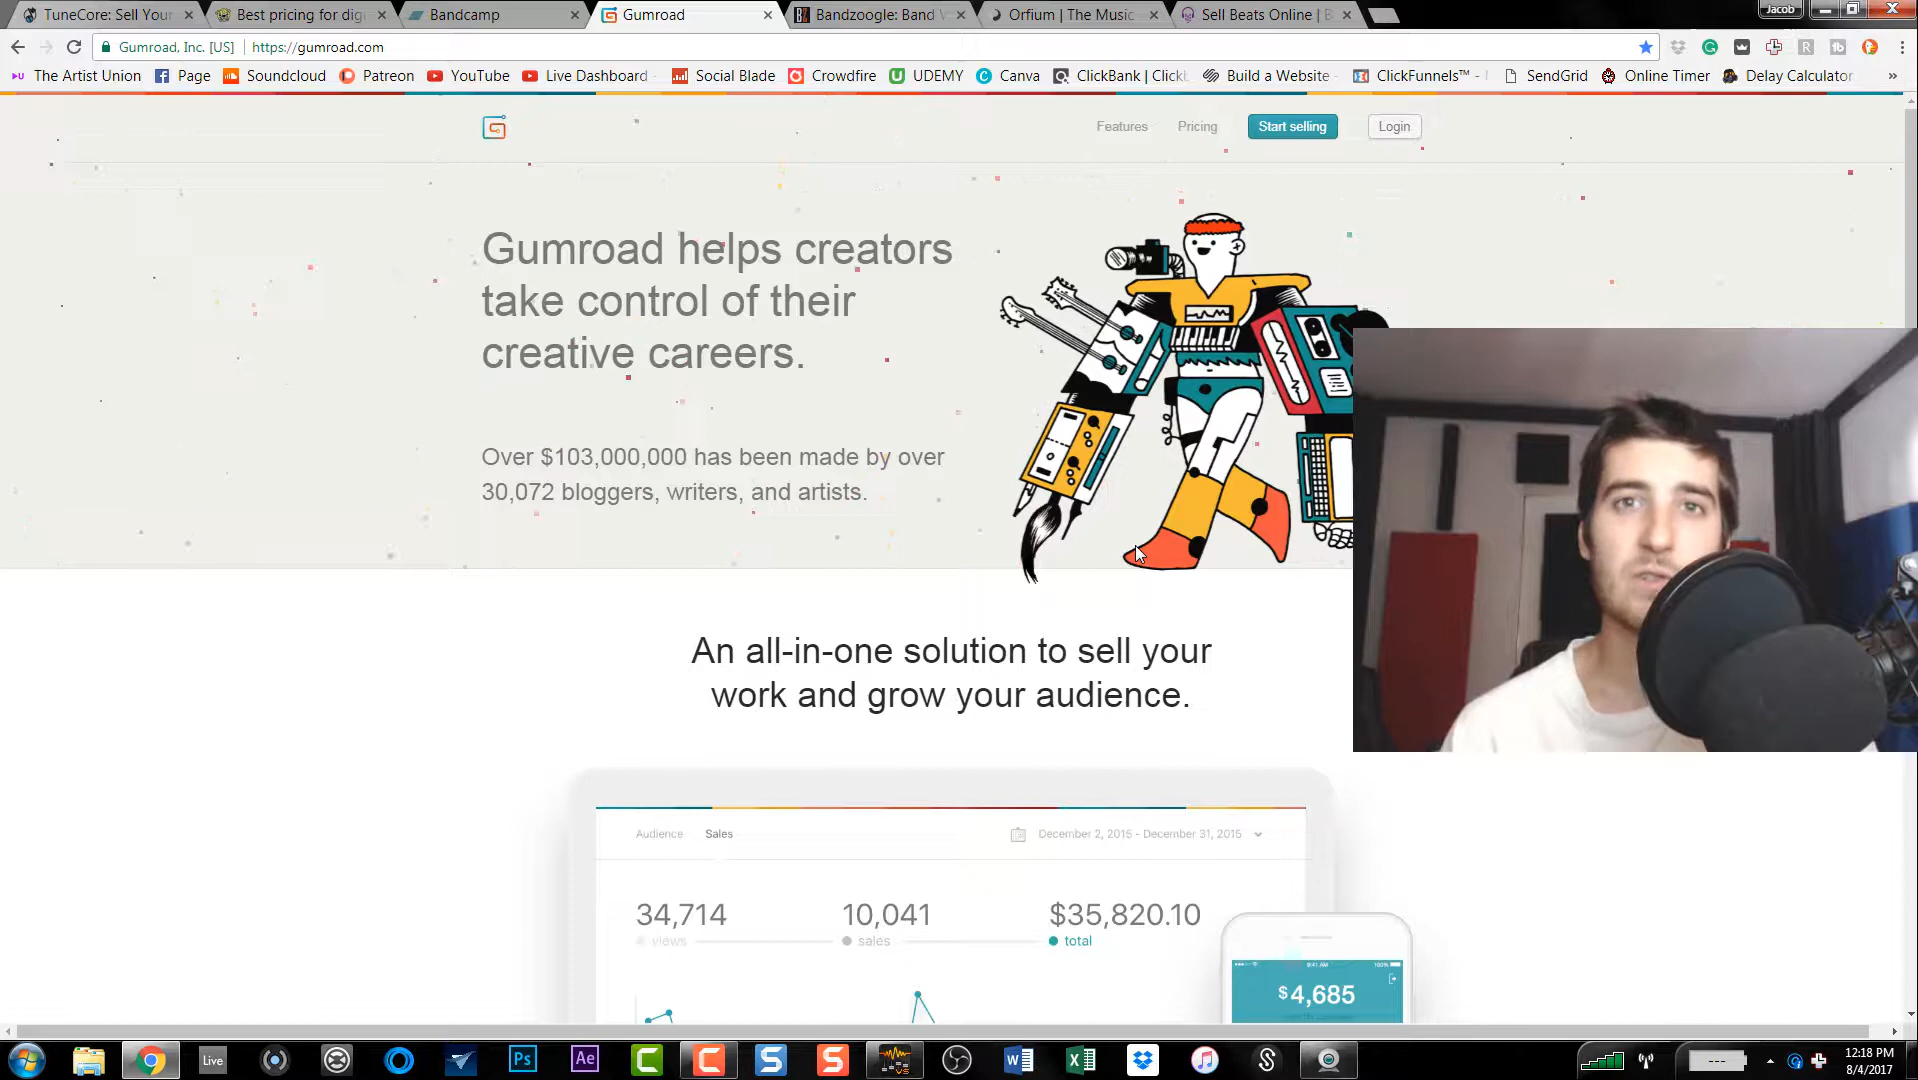 TuneCore: Sell Your
Best pricing for dig
Bandcamp
Gumroad
Bandzoogle: Band
Orfium | The Music
Sell Beats Online |
Jacob
Gumroad, Inc. [US]
https://gumroad.com
The Artist Union
Page
Soundcloud
Patreon
YouTube
Live Dashboard
Social Blade
Crowdfire
UDEMY
Canva
ClickBank | Click
Build a Website
ClickFunnels™ -
SendGrid
Online Timer
Delay Calculator
Features
Pricing
Start selling
Login
Gumroad helps creators
take control of their
creative careers.
Over $103,000,000 has been made by over
30,072 bloggers, writers, and artists.
An all-in-one solution to sell your
work and grow your audience.
Audience
Sales
December 2, 2015 - December 31, 2015
34,714
views
10,041
sales
$35,820.10
total
9:41 AM
100%
$4,685
Live
Ps
Ae
12:18 PM
8/4/2017